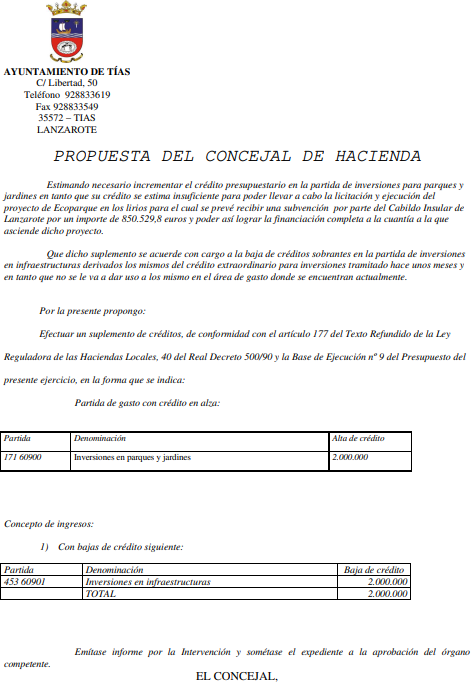 AYUNTAMIENTO DE TÍAS
C/ Libertad, 50
Teléfono 928833619
Fax 928833549
35572 – TIAS
LANZAROTE
PROPUESTA DEL CONCEJAL DE HACIENDA
Estimando necesario incrementar el crédito presupuestario en la partida de inversiones para parques y
jardines en tanto que su crédito se estima insuficiente para poder llevar a cabo la licitación y ejecución del
proyecto de Ecoparque en los lirios para el cual se prevé recibir una subvención por parte del Cabildo Insular de
Lanzarote por un importe de 850.529,8 euros y poder así lograr la financiación completa a la cuantía a la que
asciende dicho proyecto.
Que dicho suplemento se acuerde con cargo a la baja de créditos sobrantes en la partida de inversiones
en infraestructuras derivados los mismos del crédito extraordinario para inversiones tramitado hace unos meses y
en tanto que no se le va a dar uso a los mismo en el área de gasto donde se encuentran actualmente.
Por la presente propongo:
Efectuar un suplemento de créditos, de conformidad con el artículo 177 del Texto Refundido de la Ley
Reguladora de las Haciendas Locales, 40 del Real Decreto 500/90 y la Base de Ejecución nº 9 del Presupuesto del
presente ejercicio, en la forma que se indica:
Partida de gasto con crédito en alza:
Partida Denominación Alta de crédito
171 60900 Inversiones en parques y jardines 2.000.000
Concepto de ingresos:
1) Con bajas de crédito siguiente:
Partida Denominación Baja de crédito
453 60901 Inversiones en infraestructuras 2.000.000
TOTAL 2.000.000
Emítase informe por la Intervención y sométase el expediente a la aprobación del órgano
competente.
EL CONCEJAL,